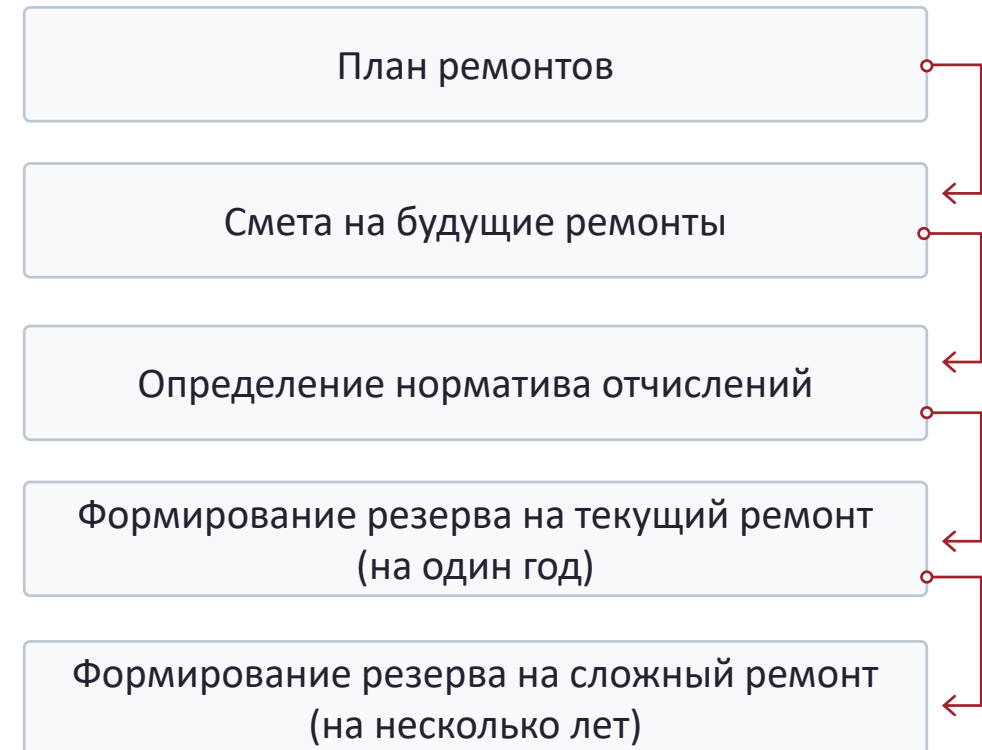 План ремонтов
Смета на будущие ремонты
Определение норматива отчислений
Формирование резерва на текущий ремонт
(на один год)
Формирование резерва на сложный ремонт
(на несколько лет)